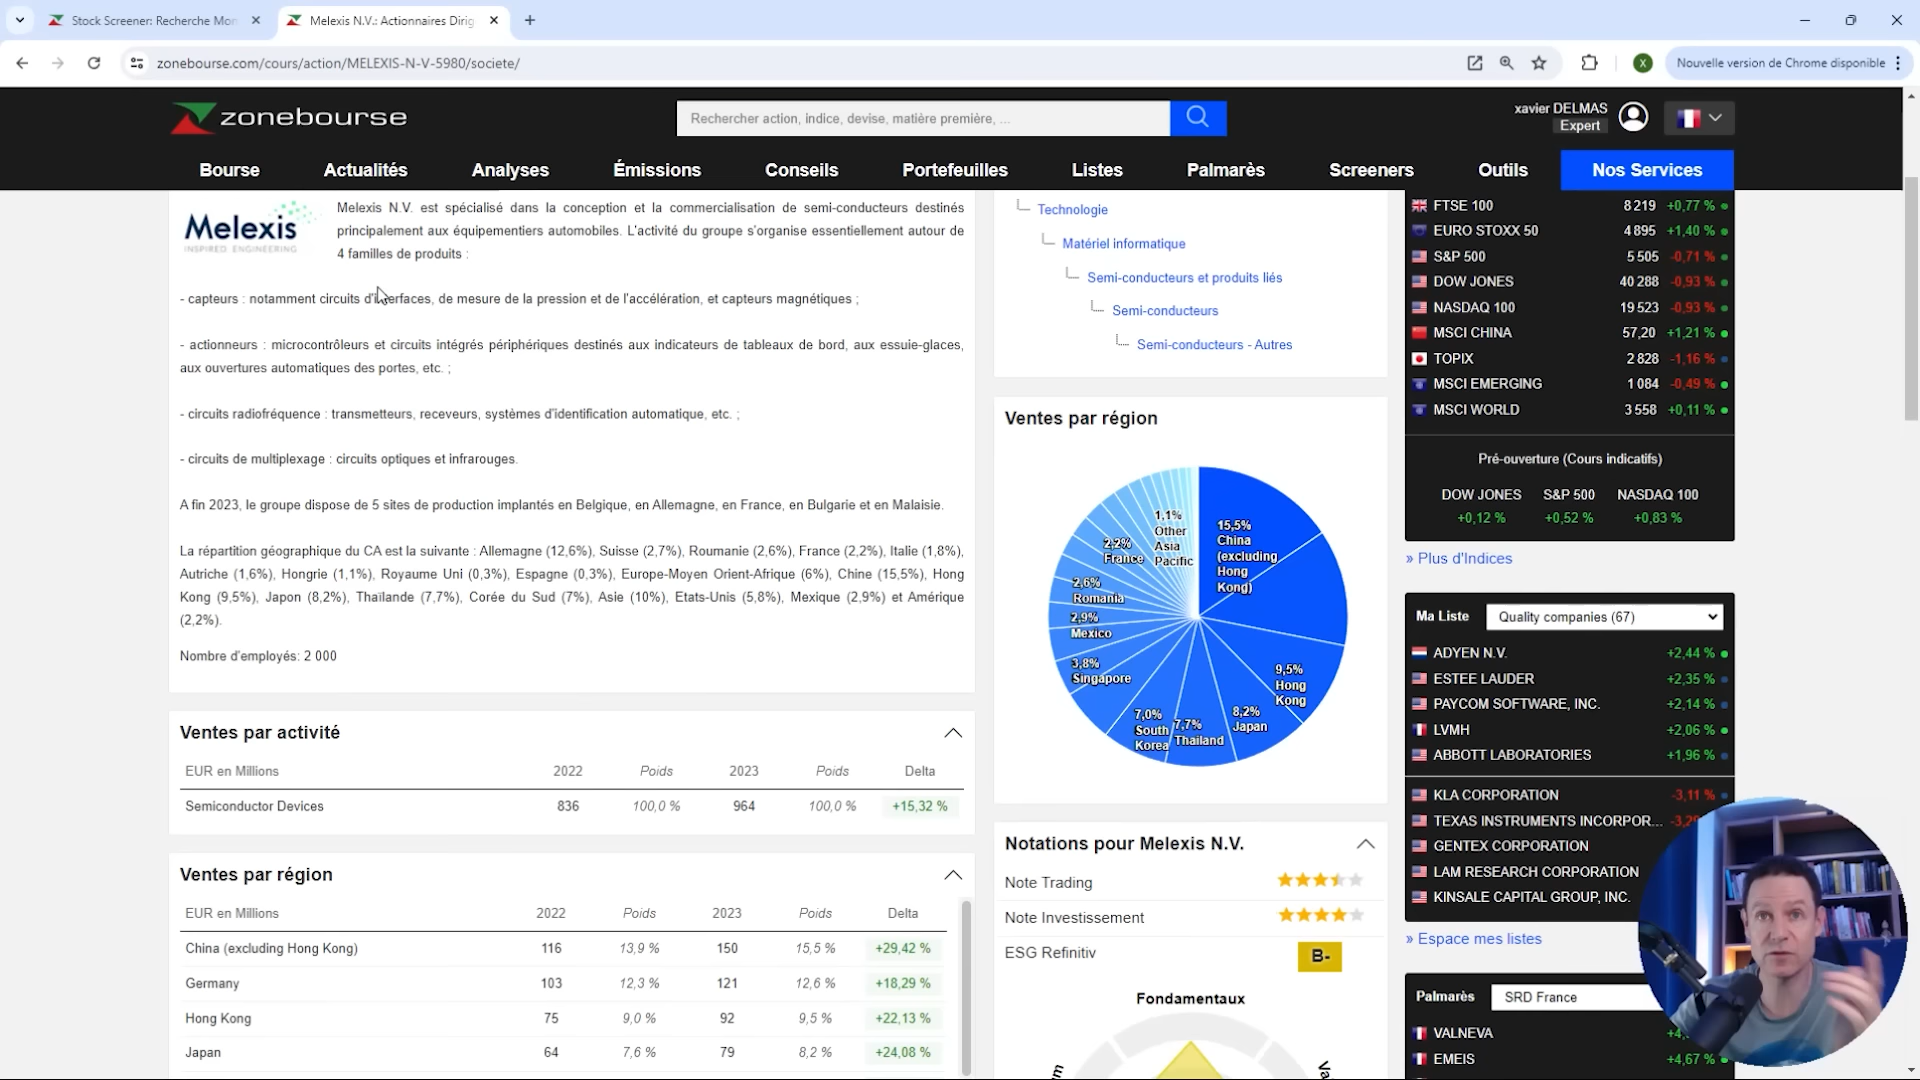 Stock Screener: Recherche Mon
Melexis N.V.: Actionnaires Dirig
zonebourse.com/cours/action/MELEXIS-N-V-5980/societe/
X
Nouvelle version de Chrome disponible
zonebourse
Rechercher action, indice, devise, matière première, ...
xavier DELMAS
Expert
Bourse
Actualités
Analyses
Émissions
Conseils
Portefeuilles
Listes
Palmarès
Screeners
Outils
Nos Services
Melexis
INSPIRED ENGINEERING
Melexis N.V. est spécialisé dans la conception et la commercialisation de semi-conducteurs destinés
principalement aux équipementiers automobiles. L'activité du groupe s'organise essentiellement autour de
4 familles de produits :
- capteurs : notamment circuits d'interfaces, de mesure de la pression et de l'accélération, et capteurs magnétiques ;
- actionneurs : microcontrôleurs et circuits intégrés périphériques destinés aux indicateurs de tableaux de bord, aux essuie-glaces,
aux ouvertures automatiques des portes, etc. ;
- circuits radiofréquence : transmetteurs, receveurs, systèmes d'identification automatique, etc. ;
- circuits de multiplexage : circuits optiques et infrarouges.
A fin 2023, le groupe dispose de 5 sites de production implantés en Belgique, en Allemagne, en France, en Bulgarie et en Malaisie.
La répartition géographique du CA est la suivante : Allemagne (12,6%), Suisse (2,7%), Roumanie (2,6%), France (2,2%), Italie (1,8%),
Autriche (1,6%), Hongrie (1,1%), Royaume Uni (0,3%), Espagne (0,3%), Europe-Moyen Orient-Afrique (6%), Chine (15,5%), Hong
Kong (9,5%), Japon (8,2%), Thaïlande (7,7%), Corée du Sud (7%), Asie (10%), Etats-Unis (5,8%), Mexique (2,9%) et Amérique
(2,2%).
Nombre d'employés: 2 000
Ventes par activité
EUR en Millions 2022 Poids 2023 Poids Delta
Semiconductor Devices 836 100,0 % 964 100,0 % +15,32 %
Ventes par région
EUR en Millions 2022 Poids 2023 Poids Delta
China (excluding Hong Kong) 116 13,9 % 150 15,5 % +29,42 %
Germany 103 12,3 % 121 12,6 % +18,29 %
Hong Kong 75 9,0 % 92 9,5 % +22,13 %
Japan 64 7,6 % 79 8,2 % +24,08 %
Technologie
Matériel informatique
Semi-conducteurs et produits liés
Semi-conducteurs
Semi-conducteurs - Autres
Ventes par région
15,5%
China
(excluding
Hong
Kong)
9,5%
Hong
Kong
8,2%
Japan
7,7%
Thailand
7,0%
South
Korea
3,8%
Singapore
2,9%
Mexico
2,6%
Romania
2,2%
France
1,1%
Other
Asia
Pacific
Notations pour Melexis N.V.
Note Trading
Note Investissement
ESG Refinitiv B-
Fondamentaux
FTSE 100 8 219 +0,77 %
EURO STOXX 50 4 895 +1,40 %
S&P 500 5 505 -0,71 %
DOW JONES 40 288 -0,93 %
NASDAQ 100 19 523 -0,93 %
MSCI CHINA 57,20 +1,21 %
TOPIX 2 828 -1,16 %
MSCI EMERGING 1 084 -0,49 %
MSCI WORLD 3 558 +0,11 %
Pré-ouverture (Cours indicatifs)
DOW JONES S&P 500 NASDAQ 100
+0,12 % +0,52 % +0,83 %
» Plus d'Indices
Ma Liste Quality companies (67)
ADYEN N.V. +2,44 %
ESTEE LAUDER +2,35 %
PAYCOM SOFTWARE, INC. +2,14 %
LVMH +2,06 %
ABBOTT LABORATORIES +1,96 %
KLA CORPORATION -3,11 %
TEXAS INSTRUMENTS INCORPOR...
GENTEX CORPORATION
LAM RESEARCH CORPORATION
KINSALE CAPITAL GROUP, INC.
» Espace mes listes
Palmarès SRD France
VALNEVA
EMEIS +4,67 %